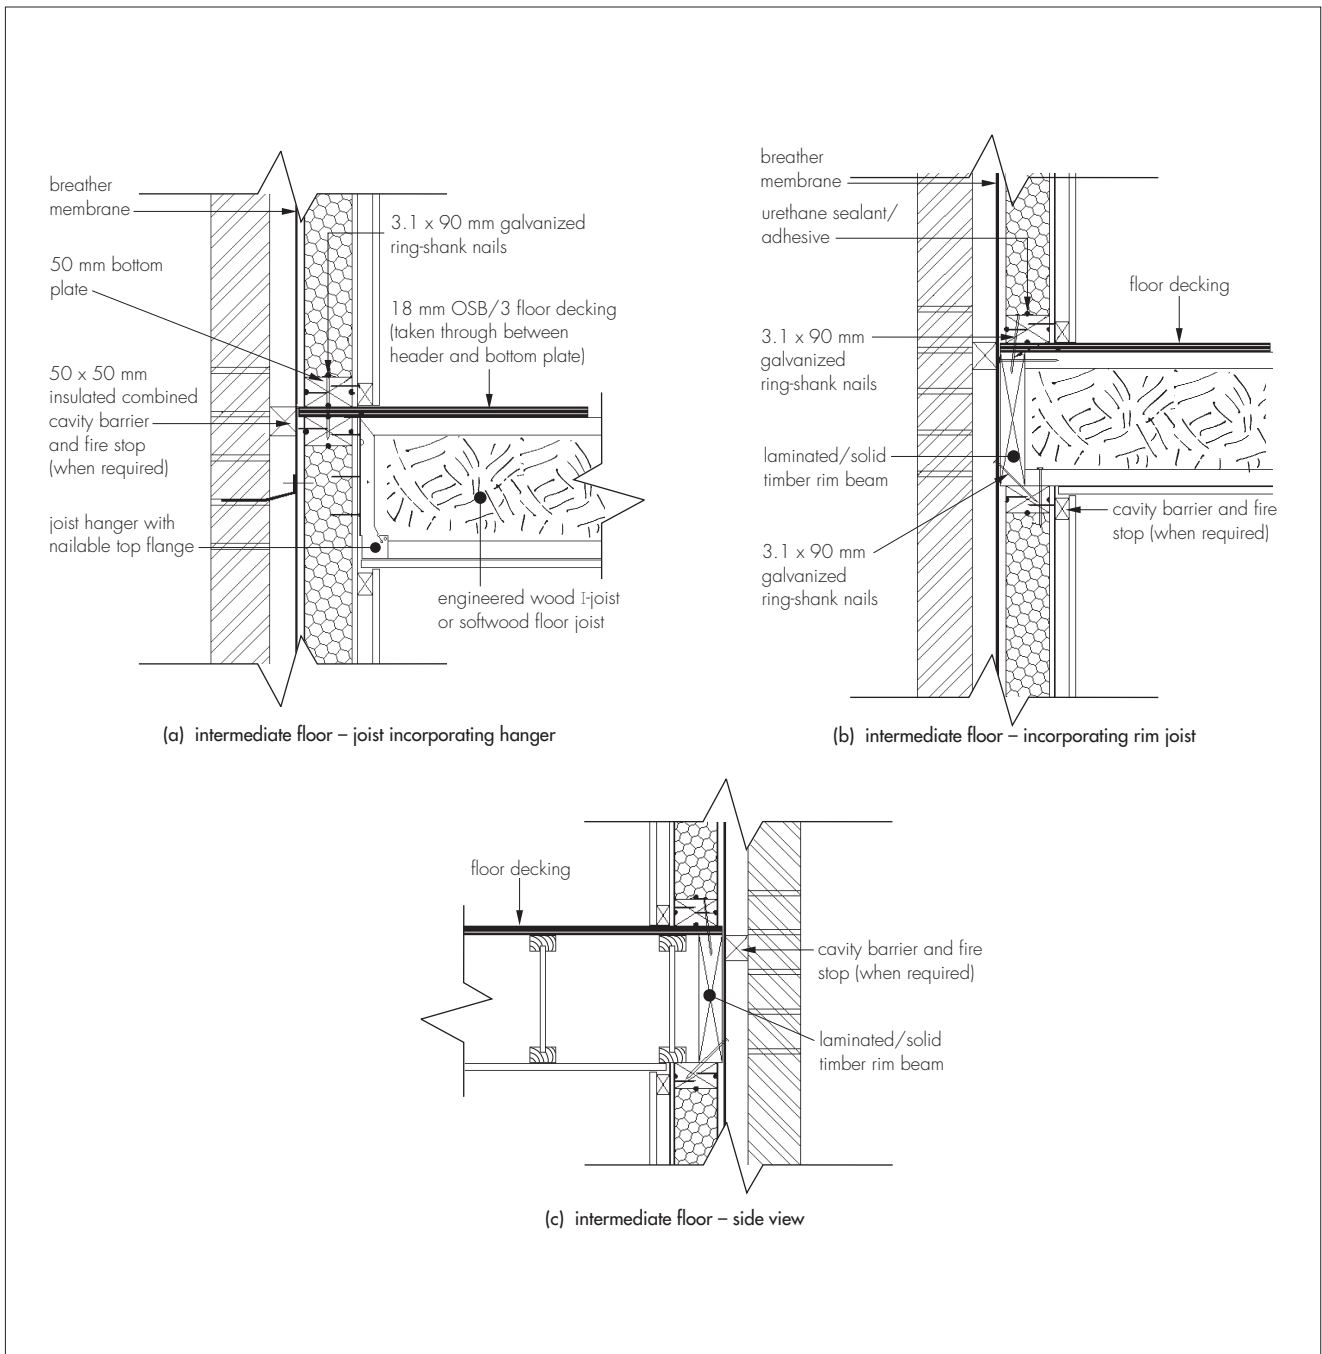 breather
membrane
3.1 x 90 mm galvanized
ring-shank nails
50 mm bottom
plate
18 mm OSB/3 floor decking
(taken through between
header and bottom plate)
50 x 50 mm
insulated combined
cavity barrier
and fire stop
(when required)
joist hanger with
nailable top flange
engineered wood I-joist
or softwood floor joist
(a) intermediate floor – joist incorporating hanger
breather
membrane
urethane sealant/
adhesive
floor decking
3.1 x 90 mm
galvanized
ring-shank nails
laminated/solid
timber rim beam
cavity barrier and fire
stop (when required)
3.1 x 90 mm
galvanized
ring-shank nails
(b) intermediate floor – incorporating rim joist
floor decking
cavity barrier and fire
stop (when required)
laminated/solid
timber rim beam
(c) intermediate floor – side view